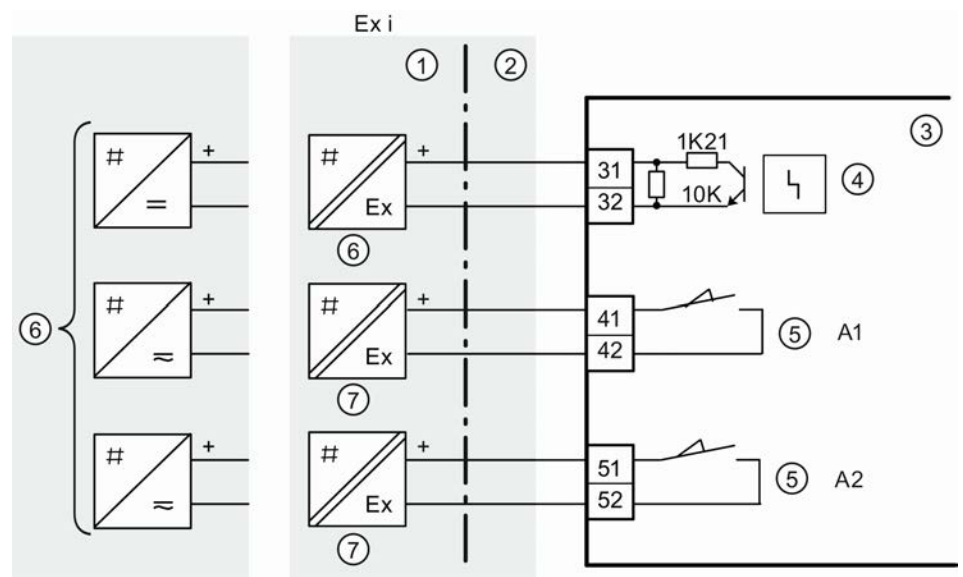 Ex i
① ② ③
# + # + 31 1K21
= Ex 32 10K ④
⑥
# + # + 41
⑥ ≂ Ex 42 ⑤ A1
⑦
# + # + 51
≂ Ex 52 ⑤ A2
⑦